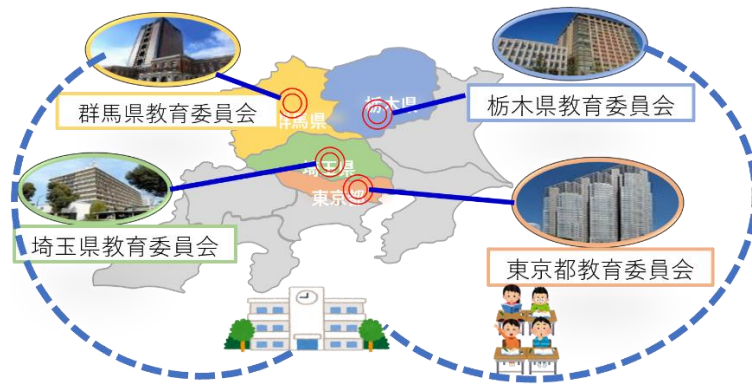 群馬県教育委員会
栃木県教育委員会
栃木県
群馬県
埼玉県
東京都
埼玉県教育委員会
東京都教育委員会